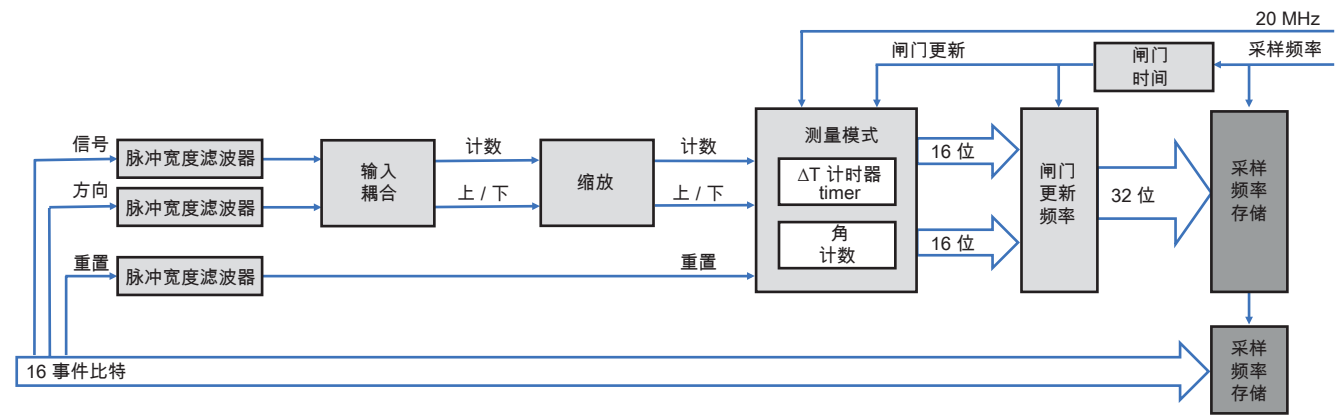 20 MHz
闸门更新
闸门
时间
采样频率
信号
脉冲宽度滤波器
方向
脉冲宽度滤波器
重置
脉冲宽度滤波器
输入
耦合
计数
上 / 下
缩放
计数
上 / 下
重置
测量模式
ΔT 计时器
timer
角
计数
16 位
16 位
闸门
更新
频率
32 位
采样
频率
存储
16 事件比特
采样
频率
存储